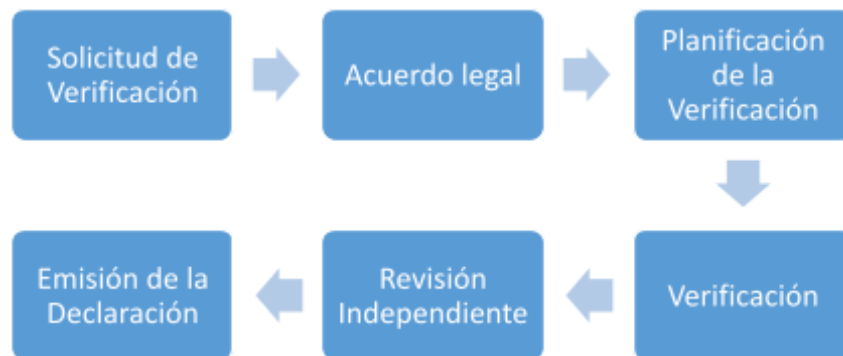 Solicitud de
Verificación
Acuerdo legal
Planificación
de la
Verificación
Verificación
Revisión
Independiente
Emisión de la
Declaración